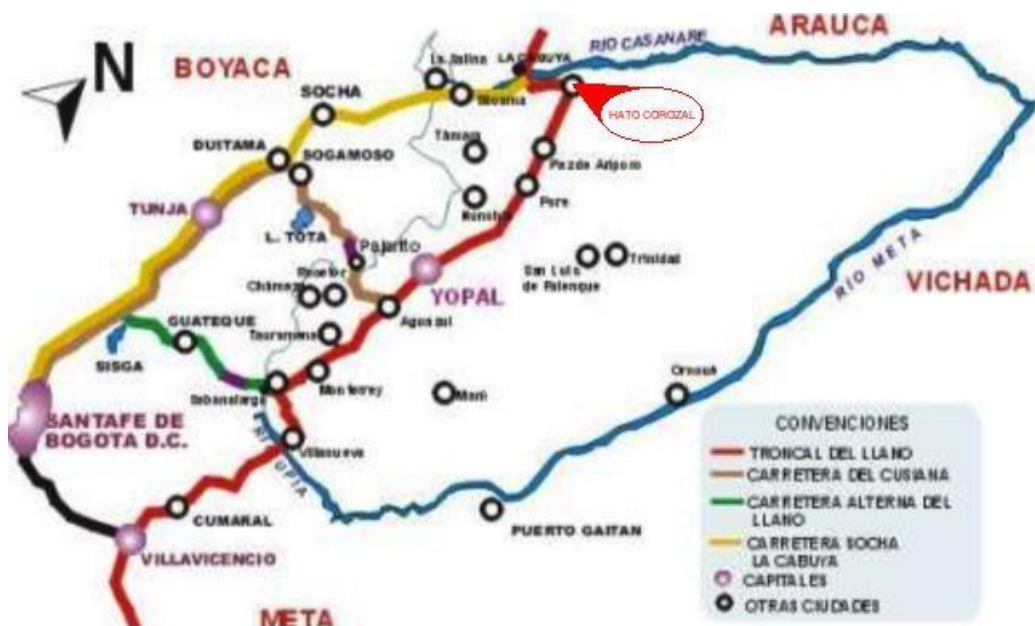 N
ARAUCA
BOYACA
RIO CASANARE
LA CABUYA
La Salina
SOCHA
HATO COROZAL
Támara
DUITAMA
SOGAMOSO
Paz de Ariporo
Pore
TUNJA
Nunchía
L. TOTA
Pajarito
RIO META
Recetor
San Luis
de Palenque
Trinidad
VICHADA
Chámeza
YOPAL
GUATEQUE
Aguazul
Tauramena
SISGA
Monterrey
Sabanalarga
Maní
Orocué
SANTAFE DE
BOGOTA D.C.
CONVENCIONES
Villanueva
TRONCAL DEL LLANO
CARRETERA DEL CUSIANA
CARRETERA ALTERNA DEL
LLANO
CUMARAL
PUERTO GAITAN
CARRETERA SOCHA
LA CABUYA
VILLAVICENCIO
CAPITALES
OTRAS CIUDADES
META